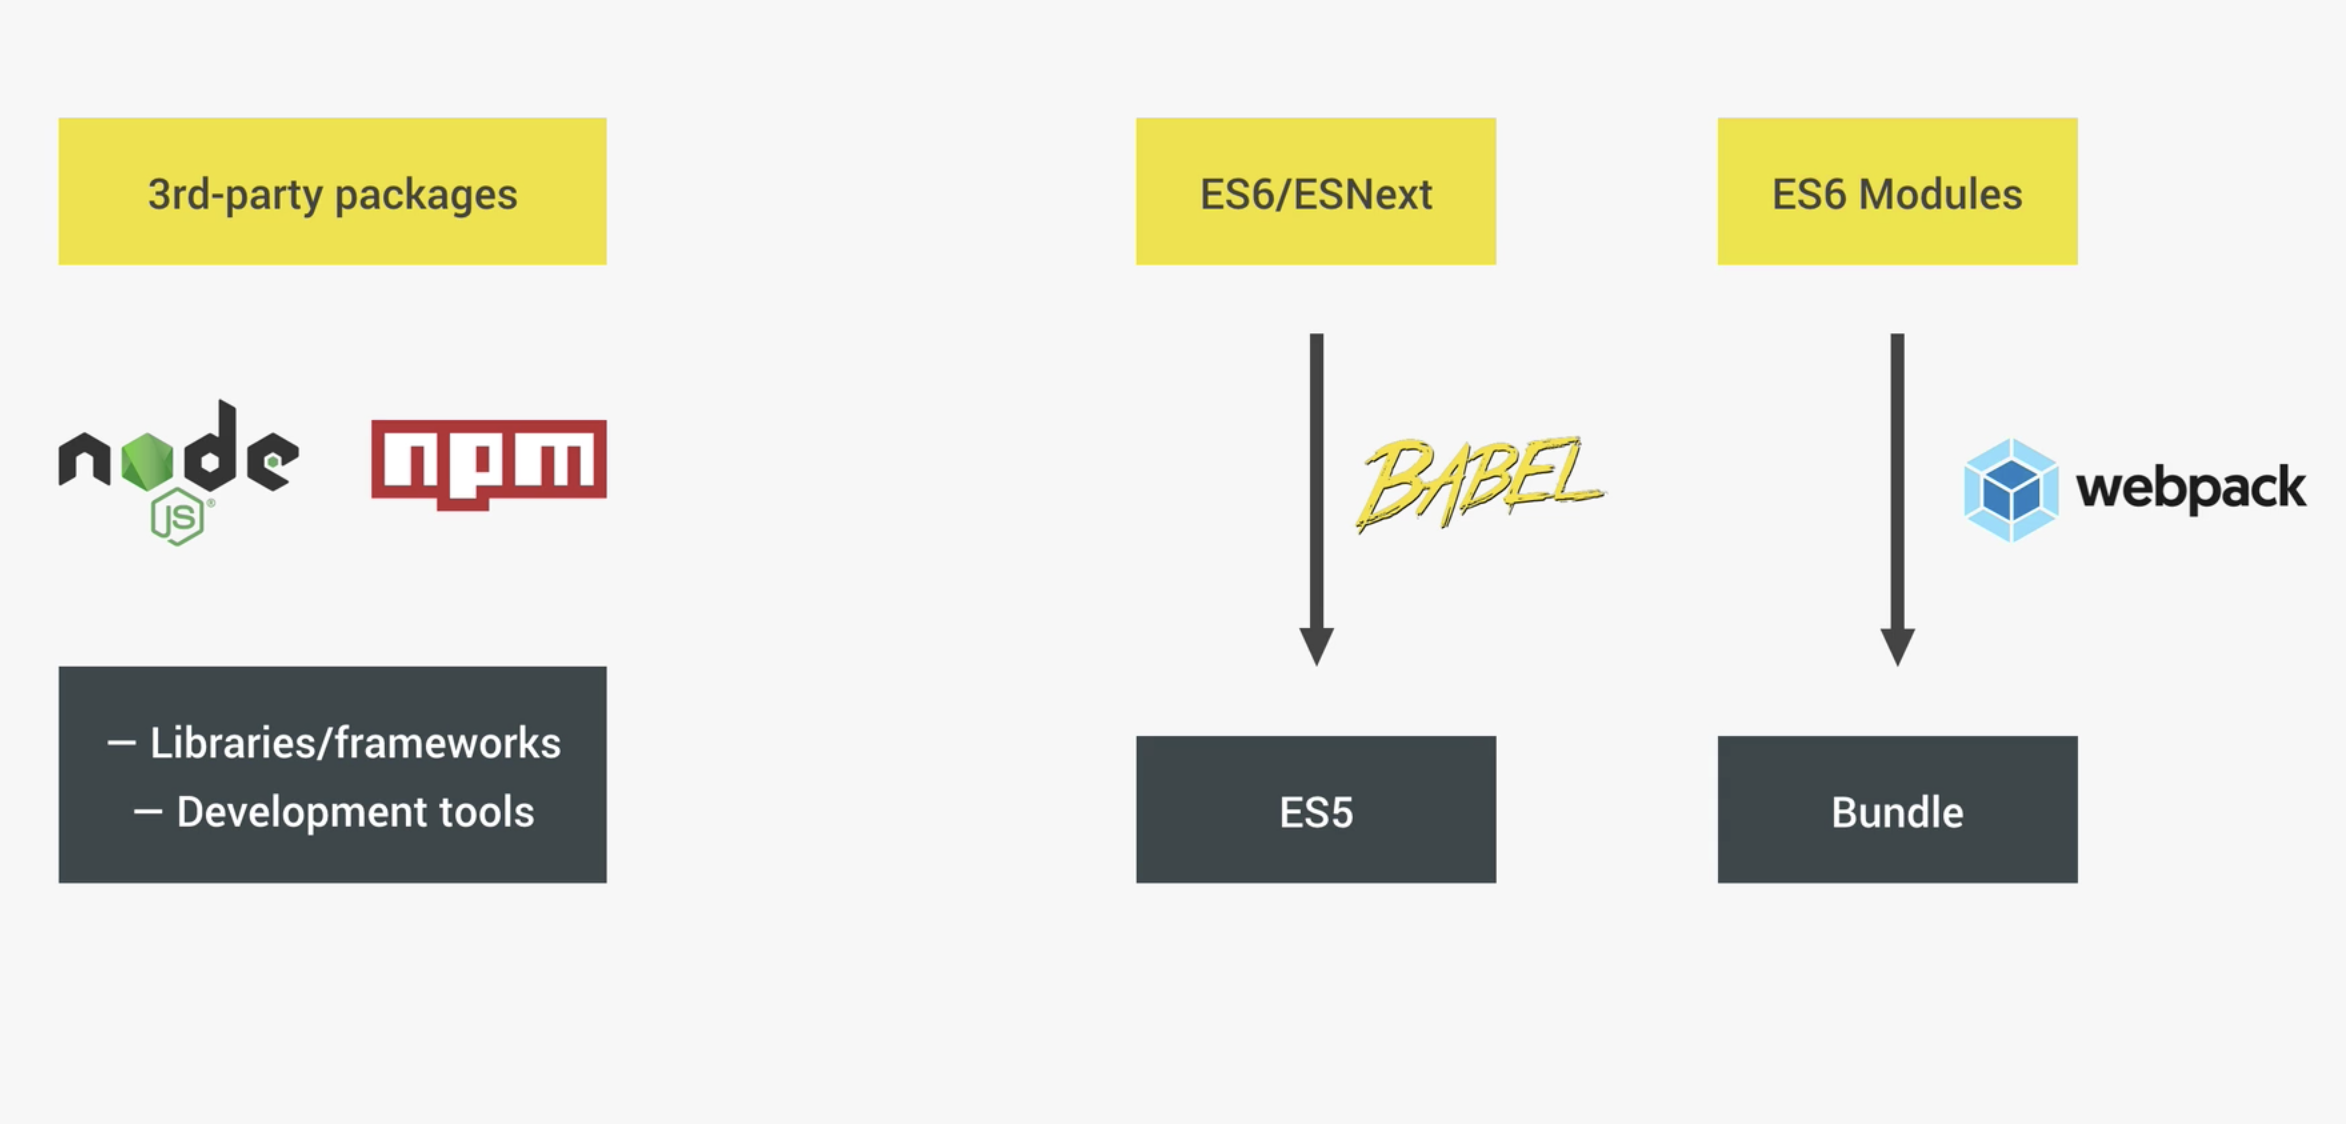 3rd-party packages
ES6/ESNext
ES6 Modules
node
JS
®
npm
BABEL
webpack
— Libraries/frameworks
— Development tools
ES5
Bundle